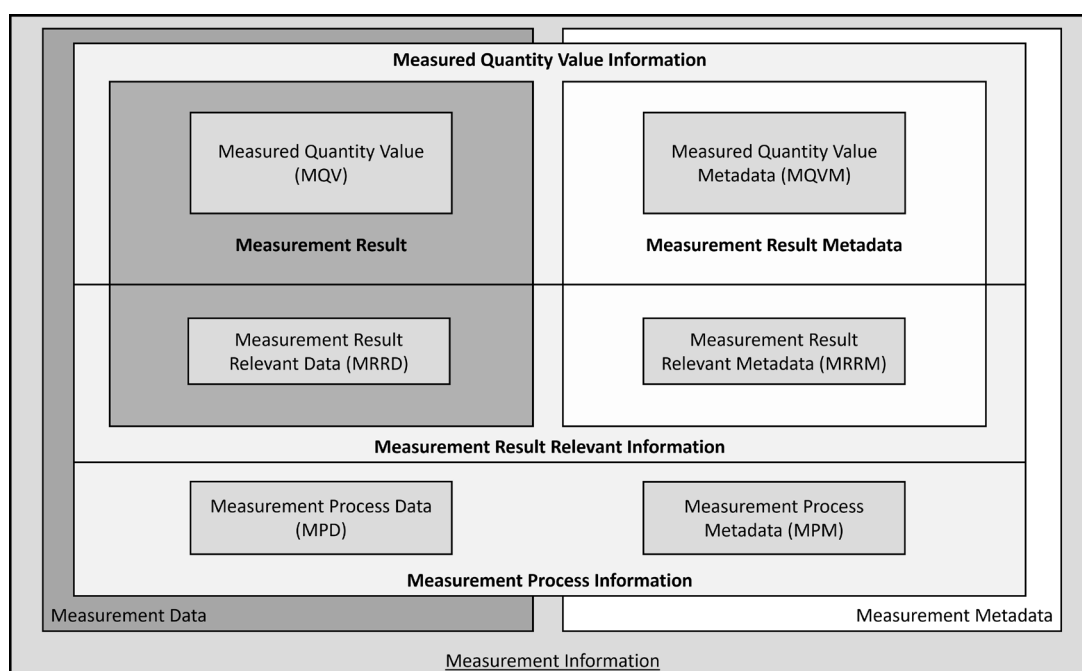 Measured Quantity Value Information
Measured Quantity Value
(MQV)
Measured Quantity Value
Metadata (MQVM)
Measurement Result
Measurement Result Metadata
Measurement Result
Relevant Data (MRRD)
Measurement Result
Relevant Metadata (MRRM)
Measurement Result Relevant Information
Measurement Process Data
(MPD)
Measurement Process
Metadata (MPM)
Measurement Process Information
Measurement Data
Measurement Metadata
Measurement Information